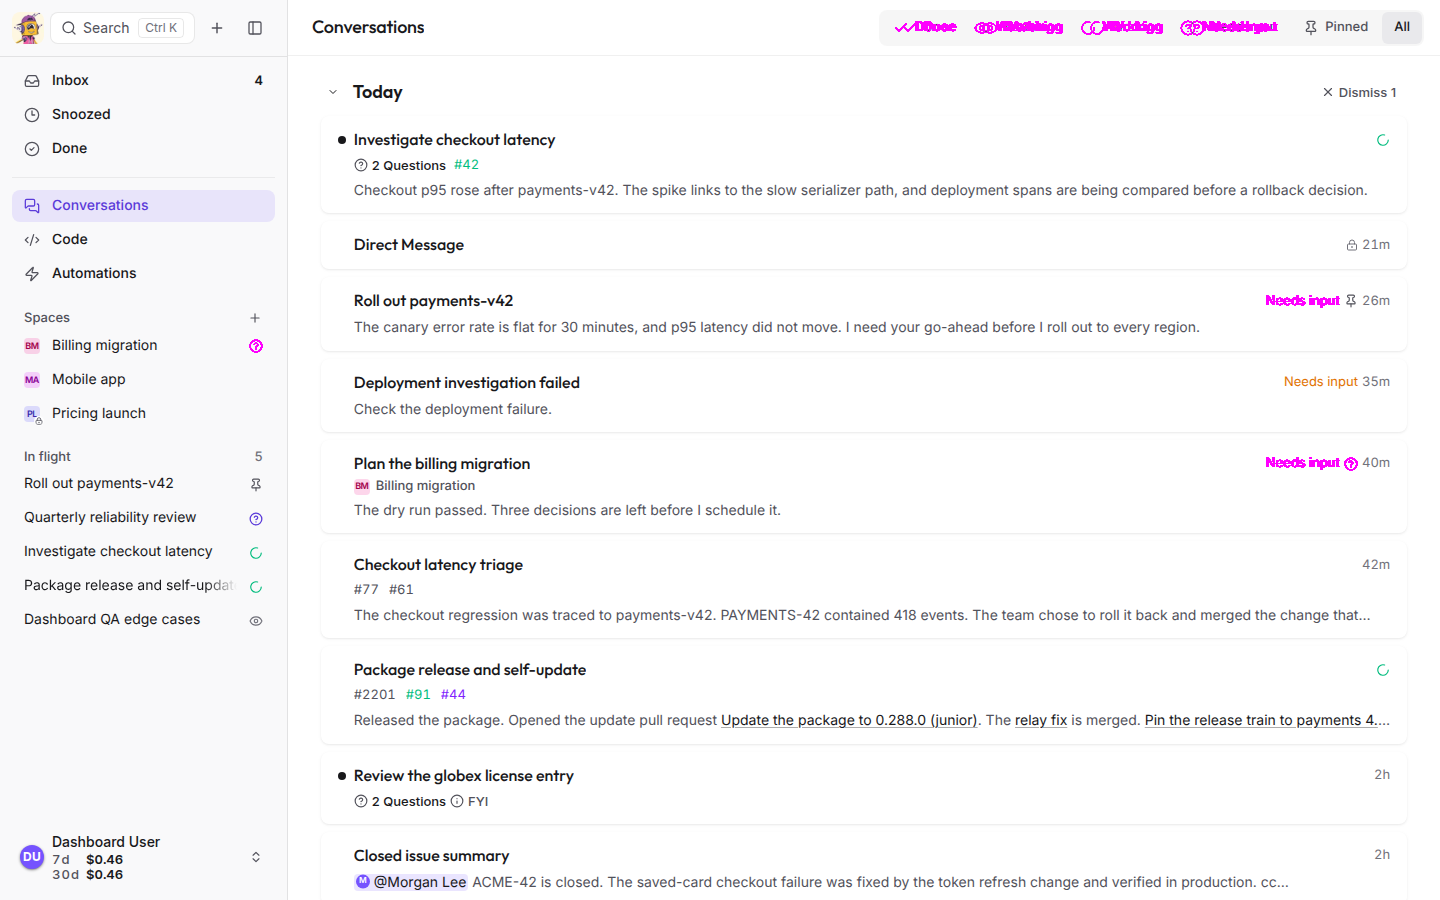 Search Ctrl K
Inbox 4
Snoozed
Done
Conversations
Code
Automations
Spaces
BM Billing migration
MA Mobile app
PL Pricing launch
In flight 5
Roll out payments-v42
Quarterly reliability review
Investigate checkout latency
Package release and self-update
Dashboard QA edge cases
DU Dashboard User
7d $0.46
30d $0.46
Conversations
Pinned All
Today Dismiss 1
Investigate checkout latency
2 Questions #42
Checkout p95 rose after payments-v42. The spike links to the slow serializer path, and deployment spans are being compared before a rollback decision.
Direct Message 21m
Roll out payments-v42 Needs input 26m
The canary error rate is flat for 30 minutes, and p95 latency did not move. I need your go-ahead before I roll out to every region.
Deployment investigation failed Needs input 35m
Check the deployment failure.
Plan the billing migration Needs input 40m
BM Billing migration
The dry run passed. Three decisions are left before I schedule it.
Checkout latency triage 42m
#77 #61
The checkout regression was traced to payments-v42. PAYMENTS-42 contained 418 events. The team chose to roll it back and merged the change that...
Package release and self-update
#2201 #91 #44
Released the package. Opened the update pull request Update the package to 0.288.0 (junior). The relay fix is merged. Pin the release train to payments 4....
Review the globex license entry 2h
2 Questions FYI
Closed issue summary 2h
M @Morgan Lee ACME-42 is closed. The saved-card checkout failure was fixed by the token refresh change and verified in production. cc...